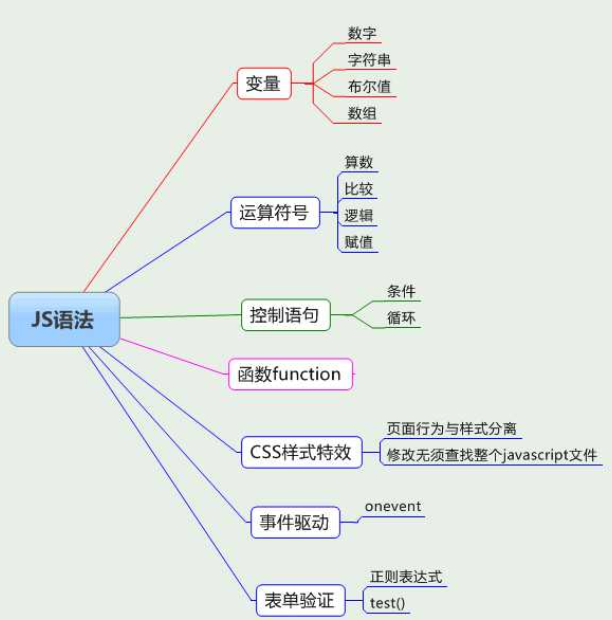 JS语法
变量
数字
字符串
布尔值
数组
运算符号
算数
比较
逻辑
赋值
控制语句
条件
循环
函数function
CSS样式特效
页面行为与样式分离
修改无须查找整个javascript文件
事件驱动
onevent
表单验证
正则表达式
test()